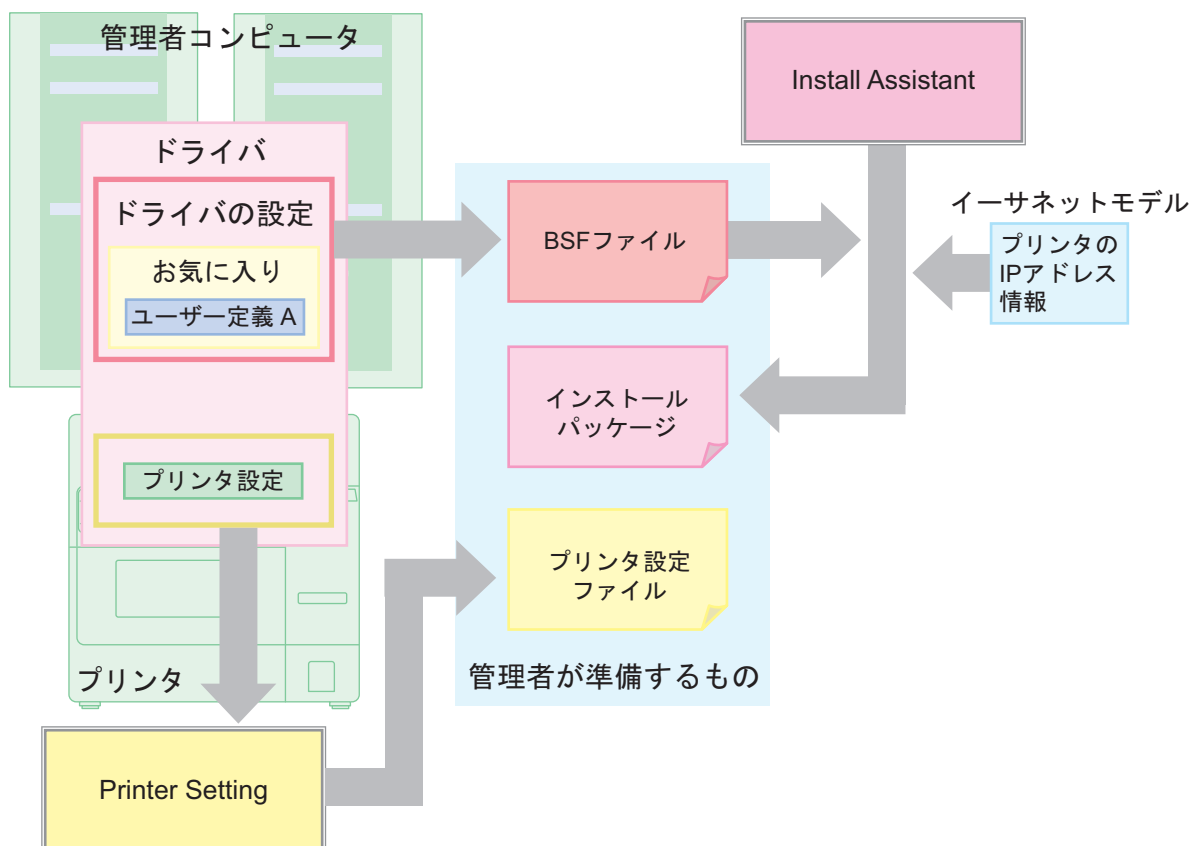 管理者コンピュータ
ドライバ
ドライバの設定
お気に入り
ユーザー定義 A
プリンタ設定
プリンタ
Printer Setting
BSFファイル
インストール
パッケージ
プリンタ設定
ファイル
管理者が準備するもの
Install Assistant
イーサネットモデル
プリンタの
IPアドレス
情報